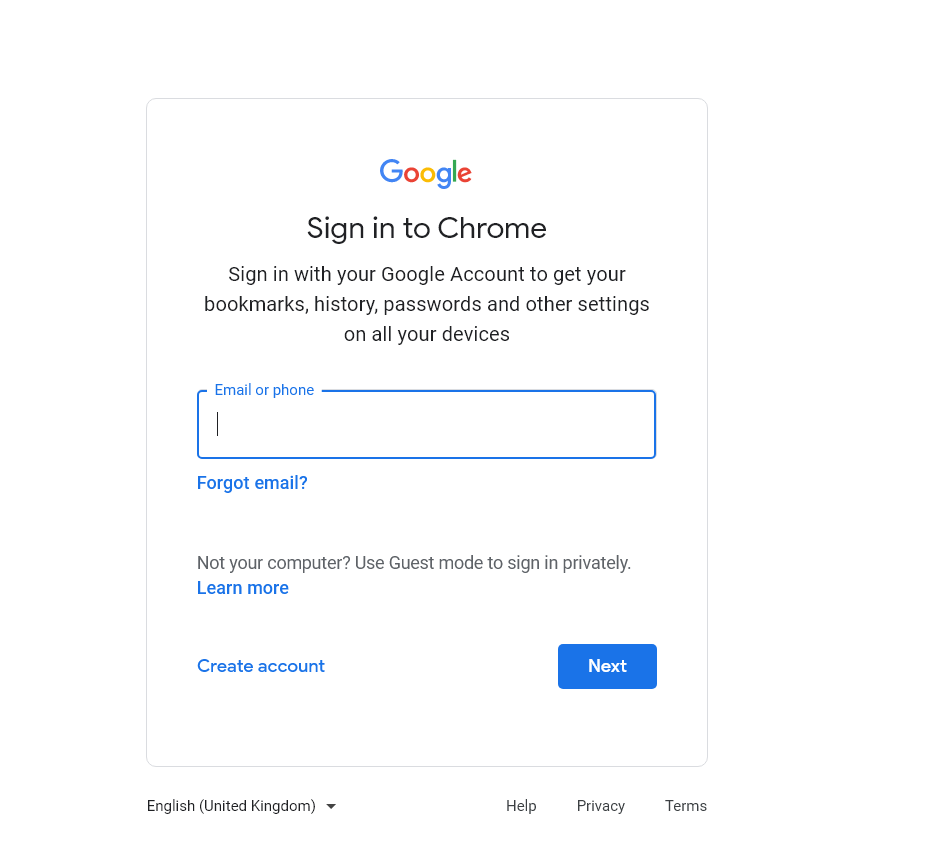 Google
Sign in to Chrome
Sign in with your Google Account to get your
bookmarks, history, passwords and other settings
on all your devices
Email or phone
Forgot email?
Not your computer? Use Guest mode to sign in privately.
Learn more
Create account
Next
English (United Kingdom)
Help
Privacy
Terms